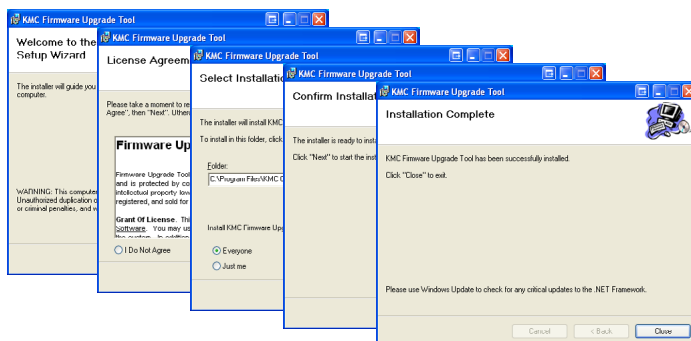 KMC Firmware Upgrade Tool
Welcome to the
Setup Wizard
The installer will guide you
computer.
WARNING: This computer
Unauthorized duplication o
or criminal penalties, and w
KMC Firmware Upgrade Tool
License Agreem
Please take a moment to re
Agree", then "Next". Otherw
Firmware Up
Firmware Upgrade Tool
and is protected by co
intellectual property law
registered, and sold for
Grant Of License. Thi
Software. You may us
the system. In addition
I Do Not Agree
KMC Firmware Upgrade Tool
Select Installatio
The installer will install KMC
To install in this folder, click
Folder:
C:\Program Files\KMC C
Install KMC Firmware Upg
Everyone
Just me
KMC Firmware Upgrade Tool
Confirm Installat
The installer is ready to insta
Click "Next" to start the inst
KMC Firmware Upgrade Tool
Installation Complete
KMC Firmware Upgrade Tool has been successfully installed.
Click "Close" to exit.
Please use Windows Update to check for any critical updates to the .NET Framework.
Cancel
< Back
Close